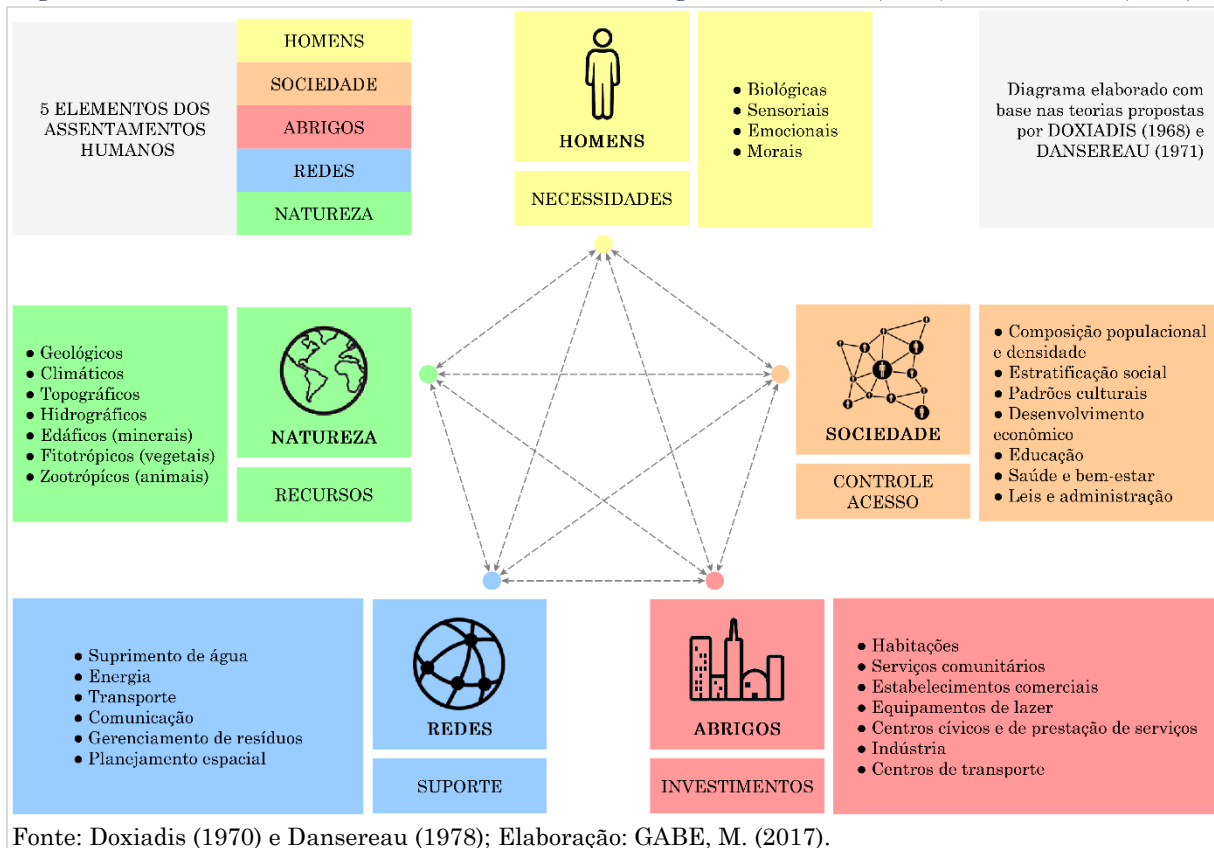 5 ELEMENTOS DOS
ASSENTAMENTOS
HUMANOS
HOMENS
SOCIEDADE
ABRIGOS
REDES
NATUREZA
HOMENS
NECESSIDADES
● Biológicas
● Sensoriais
● Emocionais
● Morais
Diagrama elaborado com
base nas teorias propostas
por DOXIADIS (1968) e
DANSEREAU (1971)
● Geológicos
● Climáticos
● Topográficos
● Hidrográficos
● Edáficos (minerais)
● Fitotrópicos (vegetais)
● Zootrópícos (animais)
NATUREZA
RECURSOS
SOCIEDADE
CONTROLE
ACESSO
● Composição populacional
e densidade
● Estratificação social
● Padrões culturais
● Desenvolvimento
econômico
● Educação
● Saúde e bem-estar
● Leis e administração
● Suprimento de água
● Energia
● Transporte
● Comunicação
● Gerenciamento de resíduos
● Planejamento espacial
REDES
SUPORTE
ABRIGOS
INVESTIMENTOS
● Habitações
● Serviços comunitários
● Estabelecimentos comerciais
● Equipamentos de lazer
● Centros cívicos e de prestação de serviços
● Indústria
● Centros de transporte
Fonte: Doxiadis (1970) e Dansereau (1978); Elaboração: GABE, M. (2017).